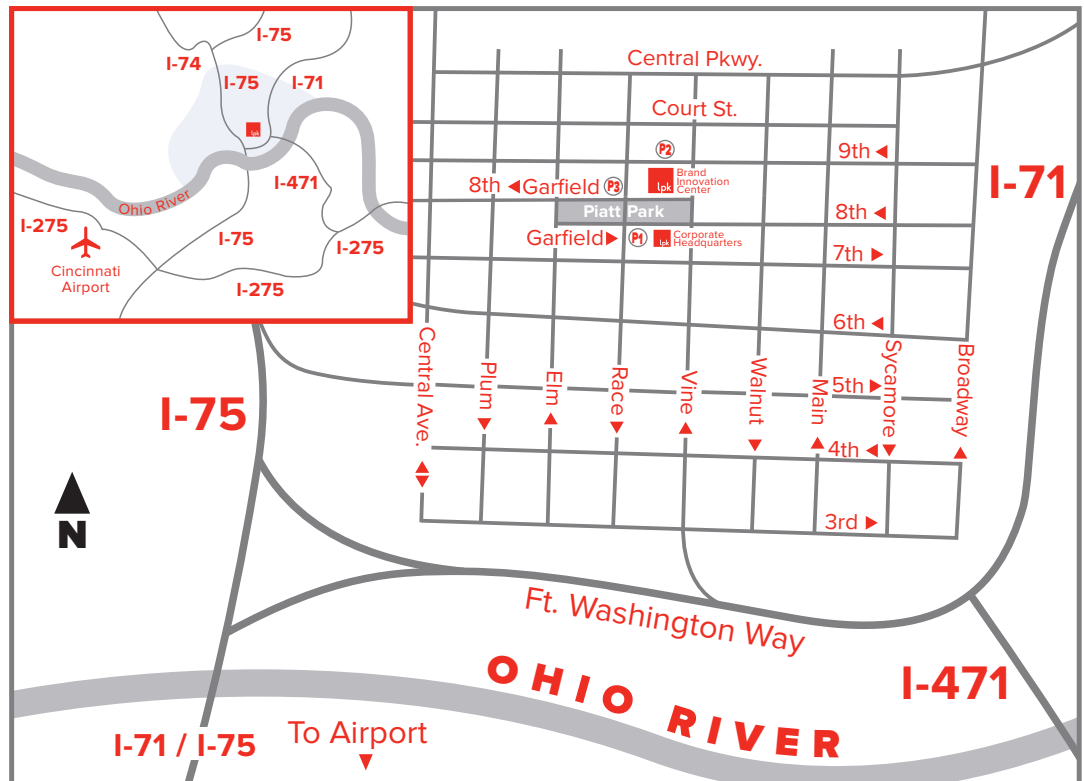 I-75
I-74
I-75
I-71
lpk
I-471
Ohio River
I-275
I-75
I-275
Cincinnati
Airport
I-275
Central Pkwy.
Court St.
P2
9th
I-71
8th
Garfield
P3
lpk
Brand
Innovation
Center
Piatt Park
8th
Garfield
P1
lpk
Corporate
Headquarters
7th
6th
Central Ave.
Plum
Elm
Race
Vine
Walnut
Main
Sycamore
Broadway
5th
I-75
4th
N
3rd
Ft. Washington Way
OHIO RIVER
I-471
I-71 / I-75
To Airport